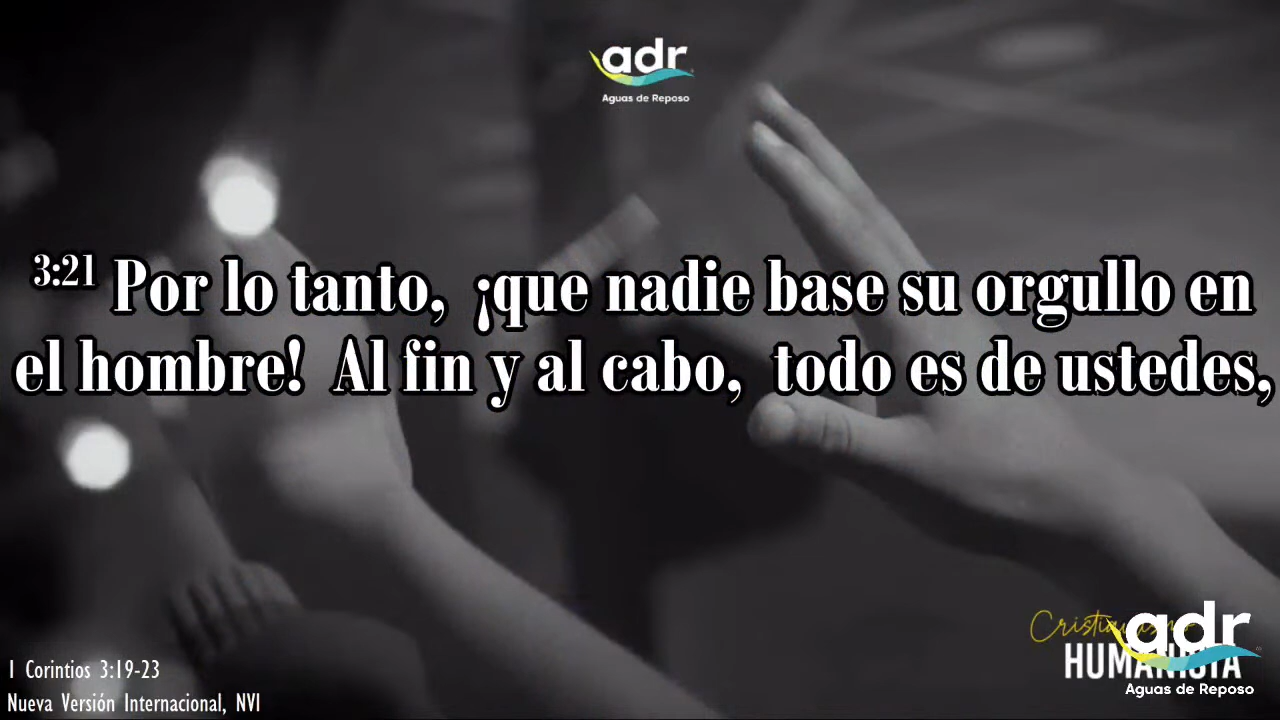 adr
Aguas de Reposo
3:21 Por lo tanto, ¡que nadie base su orgullo en
el hombre! Al fin y al cabo, todo es de ustedes,
1 Corintios 3:19-23
Nueva Versión Internacional, NVI
adr
Aguas de Reposo